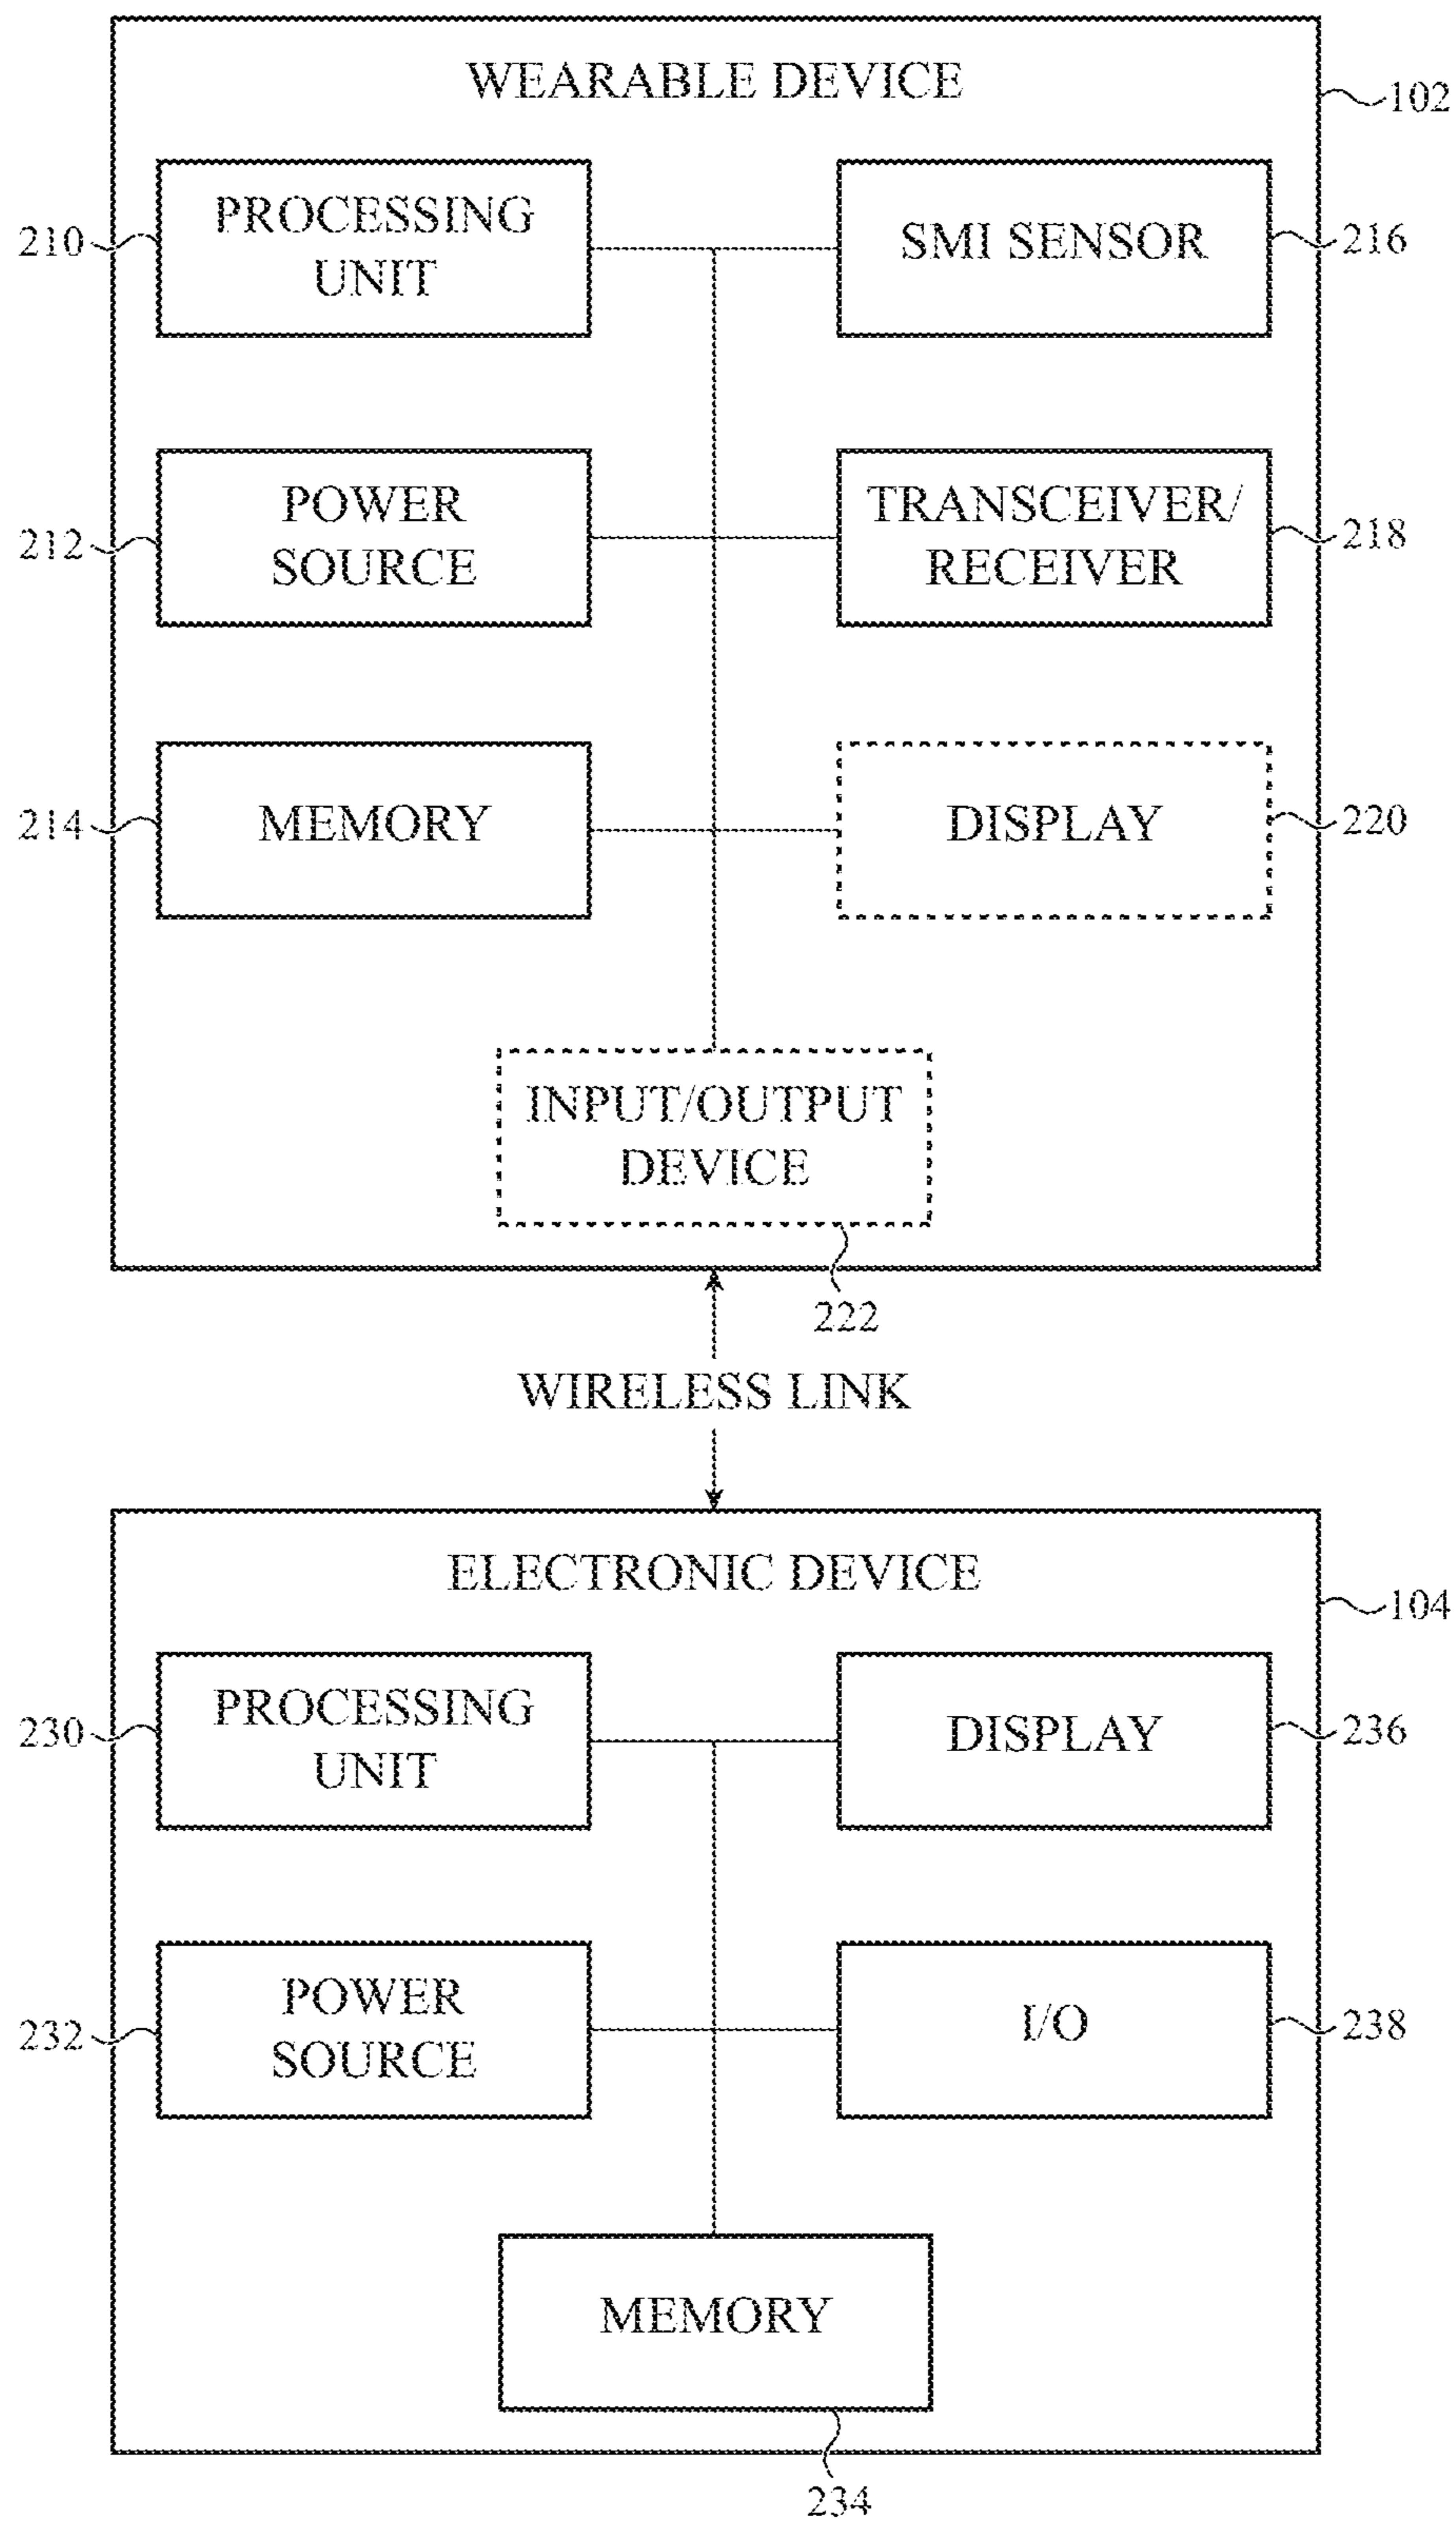 WEARABLE DEVICE
102
PROCESSING
UNIT
210
SMI SENSOR
216
POWER
SOURCE
212
TRANSCEIVER/
RECEIVER
218
MEMORY
214
DISPLAY
220
INPUT/OUTPUT
DEVICE
222
WIRELESS LINK
ELECTRONIC DEVICE
104
PROCESSING
UNIT
230
DISPLAY
236
POWER
SOURCE
232
I/O
238
MEMORY
234